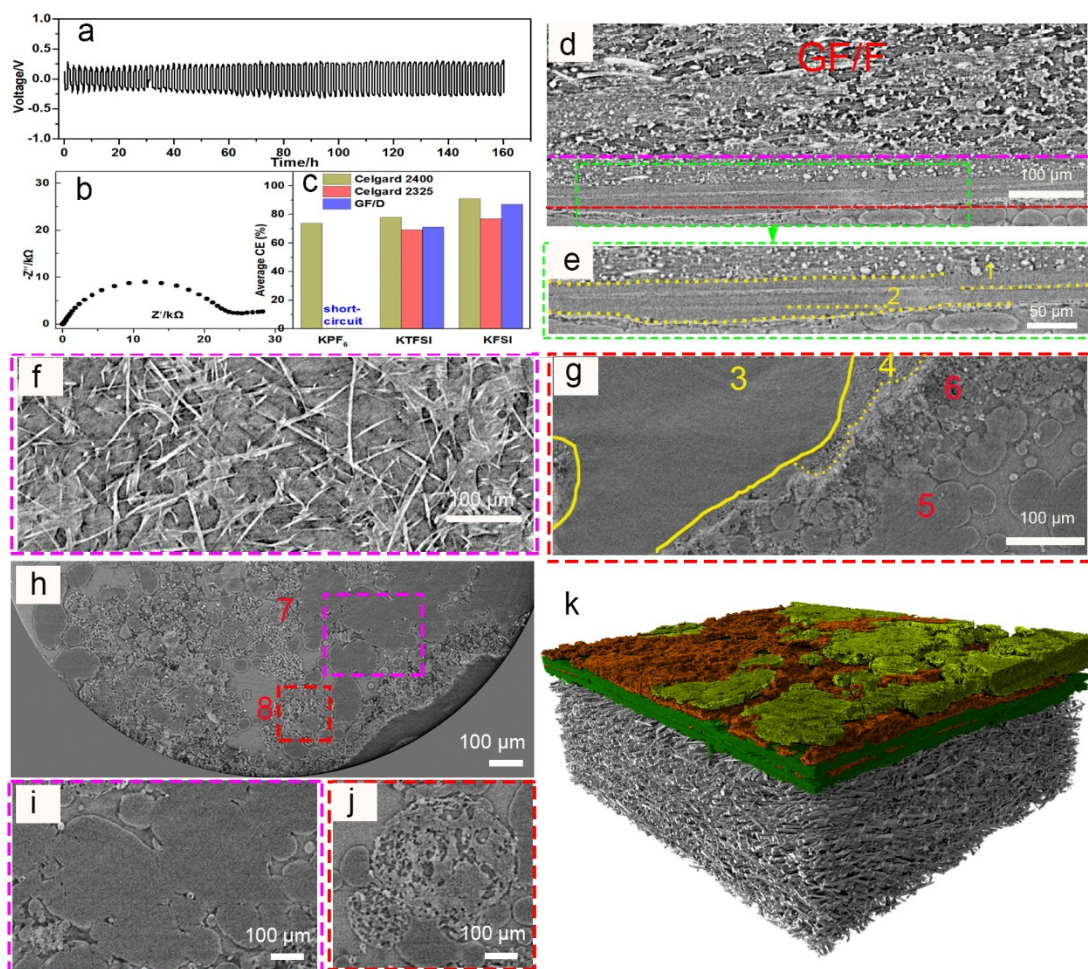 a
1.0
0.5
0.0
-0.5
-1.0
Voltage/V
0 20 40 60 80 100 120 140 160
Time/h
b
30
20
10
0
-Z''/kΩ
Z'/kΩ
0 10 20 30
c
Celgard 2400
Celgard 2325
GF/D
100
80
60
40
20
0
Average CE (%)
short-
circuit
KPF6 KTFSI KFSI
d
GF/F
100 µm
e
1
2
50 µm
f
100 µm
g
3
4
6
5
100 µm
h
7
8
100 µm
i
100 µm
j
100 µm
k